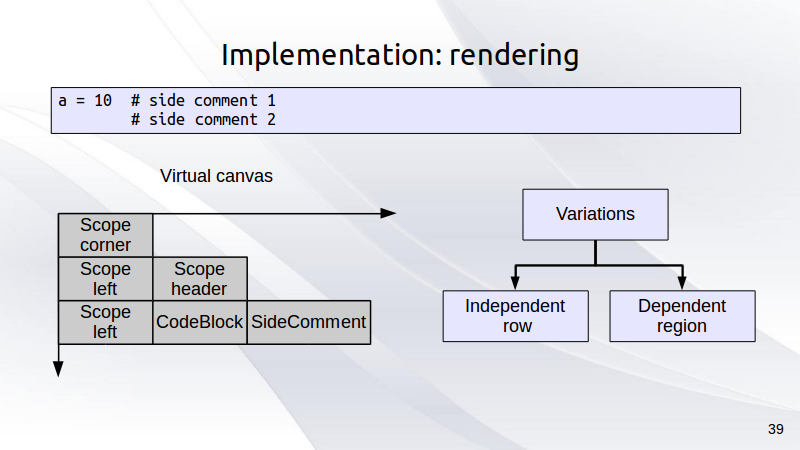 Implementation: rendering
a = 10  # side comment 1
        # side comment 2
Virtual canvas
Scope
corner
Scope
left
Scope
header
Scope
left
CodeBlock
SideComment
Variations
Independent
row
Dependent
region
39